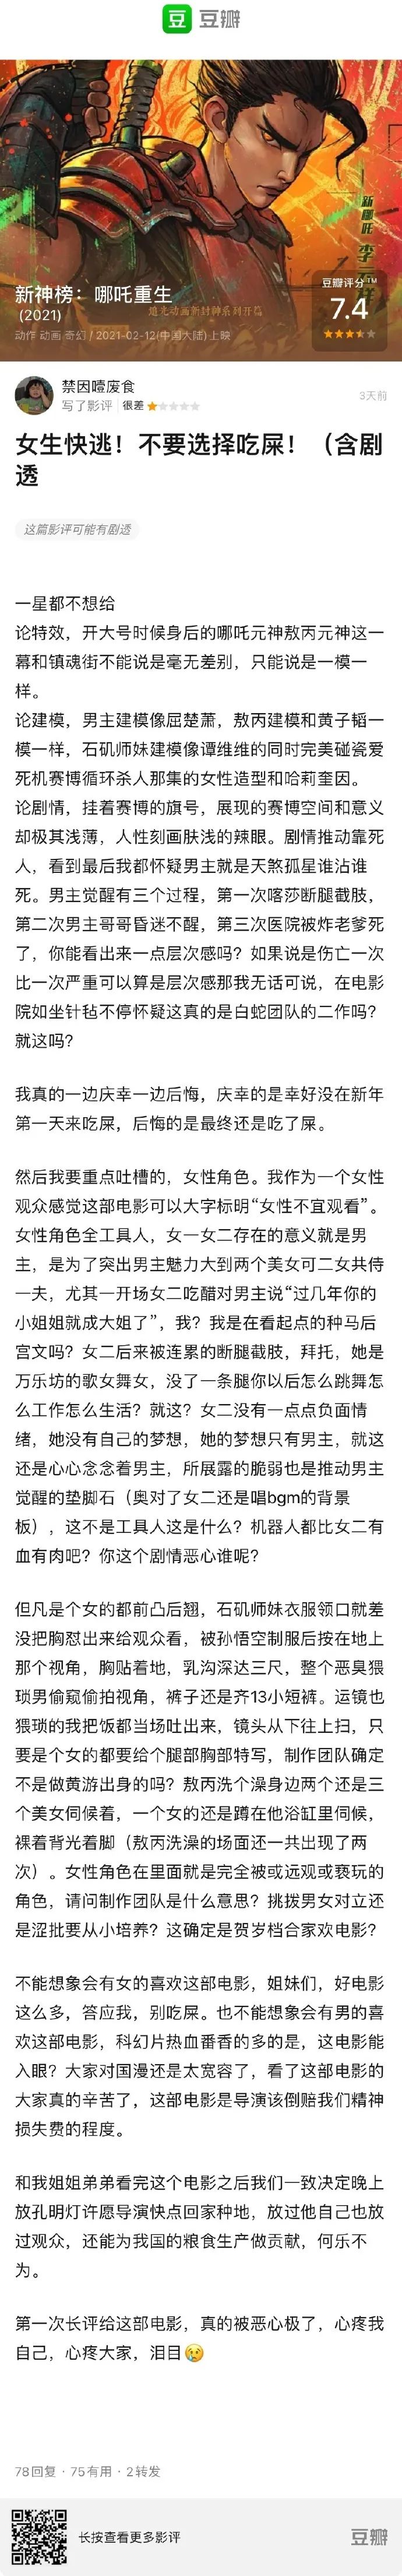 豆 豆瓣
新哪吒 李云祥
新神榜：哪吒重生
(2021)
追光动画新封神系列开篇
动作 动画 奇幻 / 2021-02-12(中国大陆)上映
豆瓣评分™
7.4
禁因噎废食
写了影评 很差
3天前
女生快逃！不要选择吃屎！（含剧
透
这篇影评可能有剧透
一星都不想给
论特效，开大号时候身后的哪吒元神敖丙元神这一
幕和镇魂街不能说是毫无差别，只能说是一模一
样。
论建模，男主建模像屈楚萧，敖丙建模和黄子韬一
模一样，石矶师妹建模像谭维维的同时完美碰瓷爱
死机赛博循环杀人那集的女性造型和哈莉奎因。
论剧情，挂着赛博的旗号，展现的赛博空间和意义
却极其浅薄，人性刻画肤浅的辣眼。剧情推动靠死
人，看到最后我都怀疑男主就是天煞孤星谁沾谁
死。男主觉醒有三个过程，第一次喀莎断腿截肢，
第二次男主哥哥昏迷不醒，第三次医院被炸老爹死
了，你能看出来一点层次感吗？如果说是伤亡一次
比一次严重可以算是层次感那我无话可说，在电影
院如坐针毡不停怀疑这真的是白蛇团队的二作吗？
就这吗？
我真的一边庆幸一边后悔，庆幸的是幸好没在新年
第一天来吃屎，后悔的是最终还是吃了屎。
然后我要重点吐槽的，女性角色。我作为一个女性
观众感觉这部电影可以大字标明“女性不宜观看”。
女性角色全工具人，女一女二存在的意义就是男
主，是为了突出男主魅力大到两个美女可二女共侍
一夫，尤其一开场女二吃醋对男主说“过几年你的
小姐姐就成大姐了”，我？我是在看起点的种马后
宫文吗？女二后来被连累的断腿截肢，拜托，她是
万乐坊的歌女舞女，没了一条腿你以后怎么跳舞怎
么工作怎么生活？就这？女二没有一点点负面情
绪，她没有自己的梦想，她的梦想只有男主，就这
还是心心念念着男主，所展露的脆弱也是推动男主
觉醒的垫脚石（奥对了女二还是唱bgm的背景
板），这不是工具人这是什么？机器人都比女二有
血有肉吧？你这个剧情恶心谁呢？
但凡是个女的都前凸后翘，石矶师妹衣服领口就差
没把胸怼出来给观众看，被孙悟空制服后按在地上
那个视角，胸贴着地，乳沟深达三尺，整个恶臭猥
琐男偷窥偷拍视角，裤子还是齐13小短裤。运镜也
猥琐的我把饭都当场吐出来，镜头从下往上扫，只
要是个女的都要给个腿部胸部特写，制作团队确定
不是做黄游出身的吗？敖丙洗个澡身边两个还是三
个美女伺候着，一个女的还是蹲在他浴缸里伺候，
裸着背光着脚（敖丙洗澡的场面还一共出现了两
次）。女性角色在里面就是完全被或远观或亵玩的
角色，请问制作团队是什么意思？挑拨男女对立还
是涩批要从小培养？这确定是贺岁档合家欢电影？
不能想象会有女的喜欢这部电影，姐妹们，好电影
这么多，答应我，别吃屎。也不能想象会有男的喜
欢这部电影，科幻片热血番香的多的是，这电影能
入眼？大家对国漫还是太宽容了，看了这部电影的
大家真的辛苦了，这部电影是导演该倒赔我们精神
损失费的程度。
和我姐姐弟弟看完这个电影之后我们一致决定晚上
放孔明灯许愿导演快点回家种地，放过他自己也放
过观众，还能为我国的粮食生产做贡献，何乐不
为。
第一次长评给这部电影，真的被恶心极了，心疼我
自己，心疼大家，泪目😢
78回复 · 75有用 · 2转发
长按查看更多影评
豆瓣